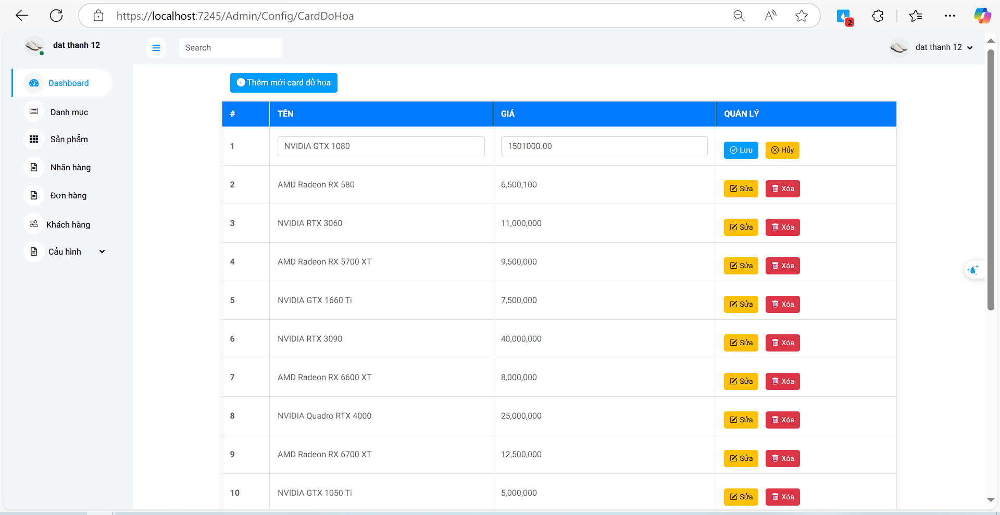 https://localhost:7245/Admin/Config/CardDoHoa
2
dat thanh 12
Search
dat thanh 12
Dashboard
Danh mục
Sản phẩm
Nhãn hàng
Đơn hàng
Khách hàng
Cấu hình
Thêm mới card đồ họa
# TÊN GIÁ QUẢN LÝ
1 NVIDIA GTX 1080 1501000.00 Lưu Hủy
2 AMD Radeon RX 580 6,500,100 Sửa Xóa
3 NVIDIA RTX 3060 11,000,000 Sửa Xóa
4 AMD Radeon RX 5700 XT 9,500,000 Sửa Xóa
5 NVIDIA GTX 1660 Ti 7,500,000 Sửa Xóa
6 NVIDIA RTX 3090 40,000,000 Sửa Xóa
7 AMD Radeon RX 6600 XT 8,000,000 Sửa Xóa
8 NVIDIA Quadro RTX 4000 25,000,000 Sửa Xóa
9 AMD Radeon RX 6700 XT 12,500,000 Sửa Xóa
10 NVIDIA GTX 1050 Ti 5,000,000 Sửa Xóa